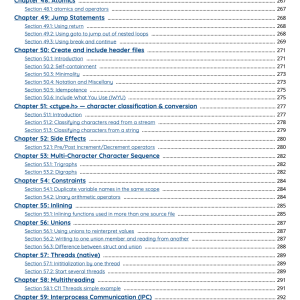 Chapter 48: Atomics 267
Section 48.1: atomics and operators 267
Chapter 49: Jump Statements 268
Section 49.1: Using return 268
Section 49.2: Using goto to jump out of nested loops 268
Section 49.3: Using break and continue 269
Chapter 50: Create and include header files 271
Section 50.1: Introduction 271
Section 50.2: Self-containment 271
Section 50.3: Minimality 273
Section 50.4: Notation and Miscellany 273
Section 50.5: Idempotence 275
Section 50.6: Include What You Use (IWYU) 275
Chapter 51: <ctype.h> — character classification & conversion 277
Section 51.1: Introduction 277
Section 51.2: Classifying characters read from a stream 278
Section 51.3: Classifying characters from a string 279
Chapter 52: Side Effects 280
Section 52.1: Pre/Post Increment/Decrement operators 280
Chapter 53: Multi-Character Character Sequence 282
Section 53.1: Trigraphs 282
Section 53.2: Digraphs 282
Chapter 54: Constraints 284
Section 54.1: Duplicate variable names in the same scope 284
Section 54.2: Unary arithmetic operators 284
Chapter 55: Inlining 285
Section 55.1: Inlining functions used in more than one source file 285
Chapter 56: Unions 287
Section 56.1: Using unions to reinterpret values 287
Section 56.2: Writing to one union member and reading from another 287
Section 56.3: Difference between struct and union 288
Chapter 57: Threads (native) 289
Section 57.1: Initialization by one thread 289
Section 57.2: Start several threads 289
Chapter 58: Multithreading 291
Section 58.1: C11 Threads simple example 291
Chapter 59: Interprocess Communication (IPC) 292